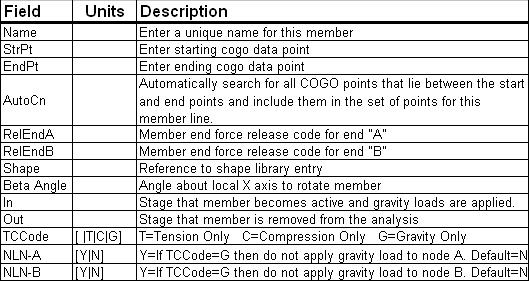 Field Units Description
Name Enter a unique name for this member
StrPt Enter starting cogo data point
EndPt Enter ending cogo data point
AutoCn Automatically search for all COGO points that lie between the start
and end points and include them in the set of points for this
member line.
RelEndA Member end force release code for end "A"
RelEndB Member end force release code for end "B"
Shape Reference to shape library entry
Beta Angle Angle about local X axis to rotate member
In Stage that member becomes active and gravity loads are applied.
Out Stage that member is removed from the analysis
TCCode [ |T|C|G] T=Tension Only C=Compression Only G=Gravity Only
NLN-A [Y|N] Y=If TCCode=G then do not apply gravity load to node A. Default=N
NLN-B [Y|N] Y=If TCCode=G then do not apply gravity load to node B. Default=N